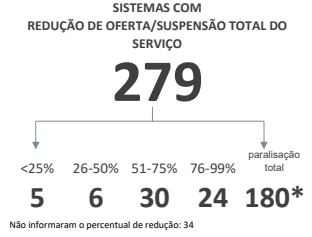 SISTEMAS COM
REDUÇÃO DE OFERTA/SUSPENSÃO TOTAL DO
SERVIÇO
279
<25% 26-50% 51-75% 76-99% paralisação
total
5 6 30 24 180*
Não informaram o percentual de redução: 34